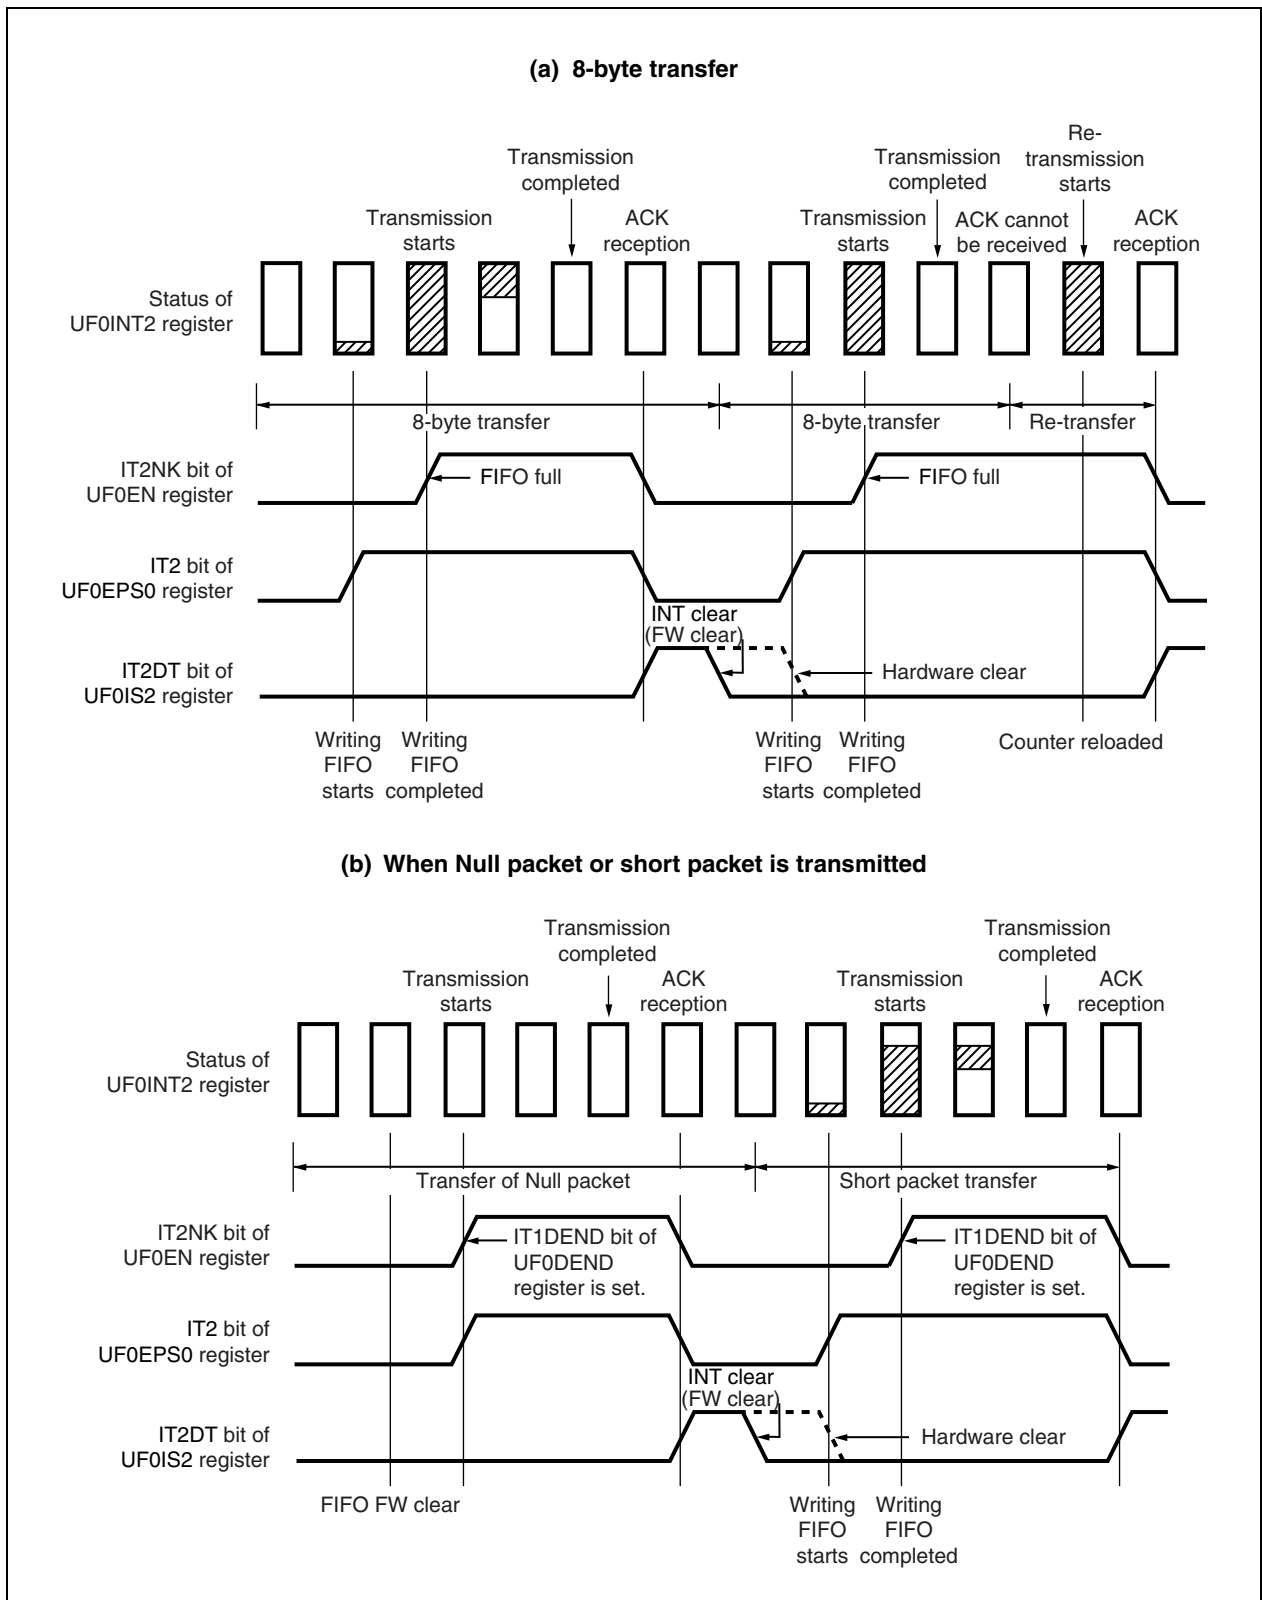 (a) 8-byte transfer
Re-
Transmission
Transmission
transmission
completed
completed
starts
Transmission
ACK
Transmission
ACK cannot
ACK
starts
reception
starts
be received
reception
Status of
UF0INT2 register
8-byte transfer
8-byte transfer
Re-transfer
IT2NK bit of
UF0EN register
FIFO full
FIFO full
IT2 bit of
UF0EPS0 register
INT clear
(FW clear)
IT2DT bit of
UF0IS2 register
Hardware clear
Writing
FIFO
starts
Writing
FIFO
completed
Writing
FIFO
starts
Writing
FIFO
completed
Counter reloaded
(b) When Null packet or short packet is transmitted
Transmission
completed
Transmission
completed
Transmission
starts
ACK
reception
Transmission
starts
ACK
reception
Status of
UF0INT2 register
Transfer of Null packet
Short packet transfer
IT2NK bit of
UF0EN register
IT1DEND bit of
UF0DEND
register is set.
IT1DEND bit of
UF0DEND
register is set.
IT2 bit of
UF0EPS0 register
INT clear
(FW clear)
IT2DT bit of
UF0IS2 register
Hardware clear
FIFO FW clear
Writing
FIFO
starts
Writing
FIFO
completed